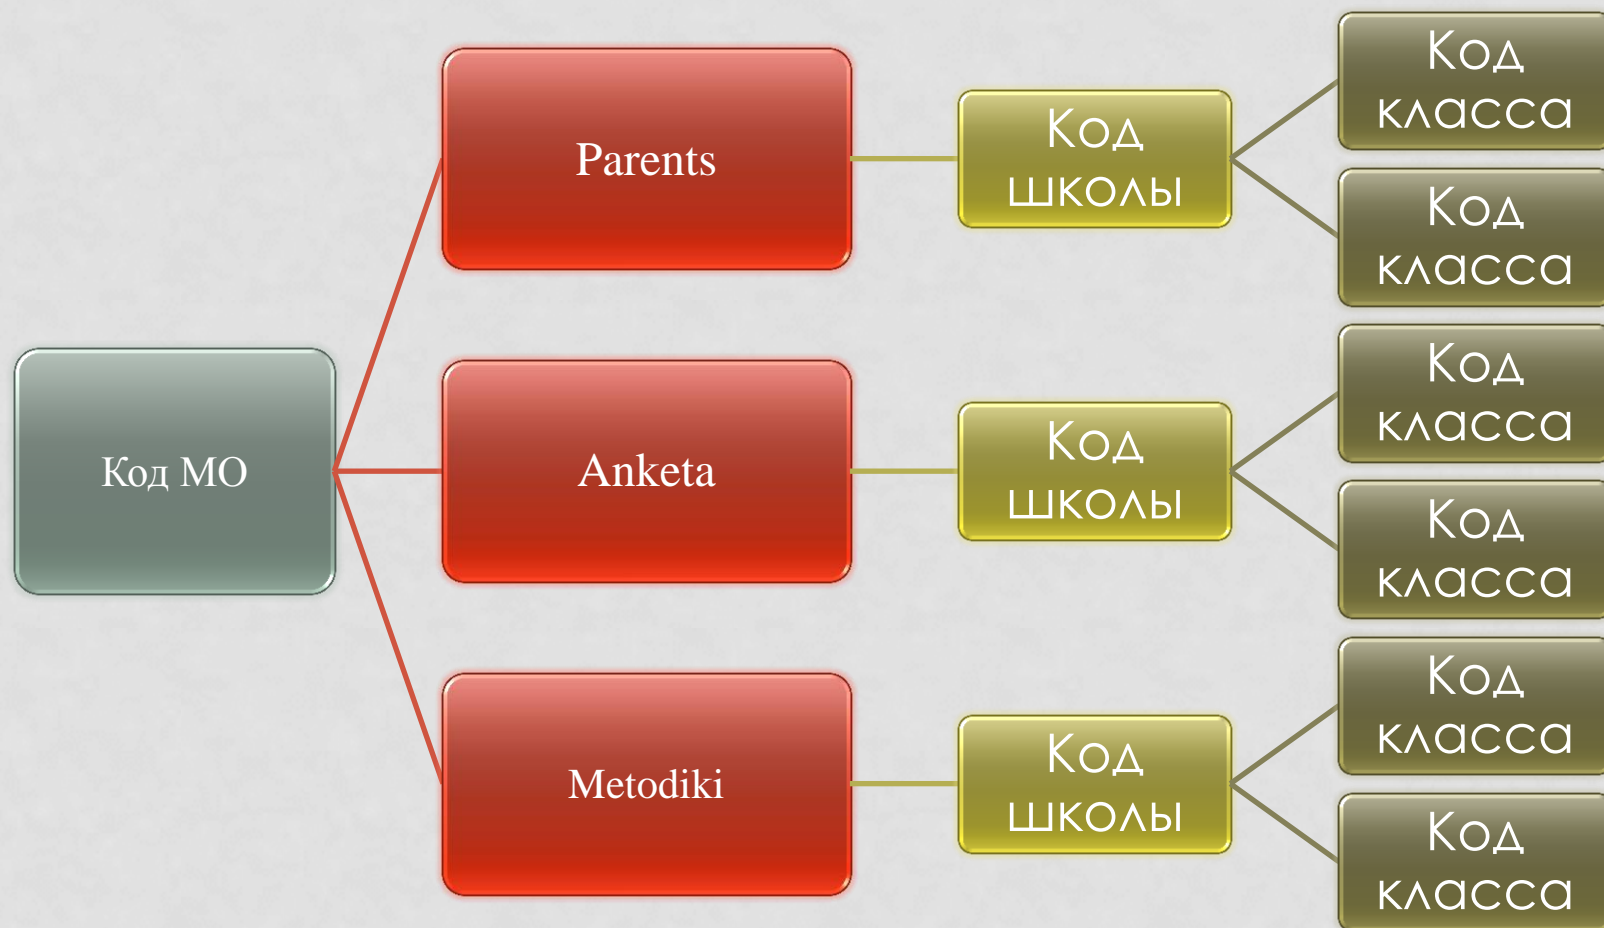 Код МО
Parents
Код
школы
Код
класса
Код
класса
Anketa
Код
школы
Код
класса
Код
класса
Metodiki
Код
школы
Код
класса
Код
класса